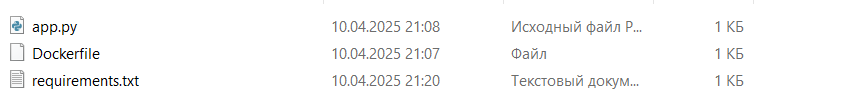 app.py 10.04.2025 21:08 Исходный файл P... 1 КБ
Dockerfile 10.04.2025 21:07 Файл 1 КБ
requirements.txt 10.04.2025 21:20 Текстовый докум... 1 КБ